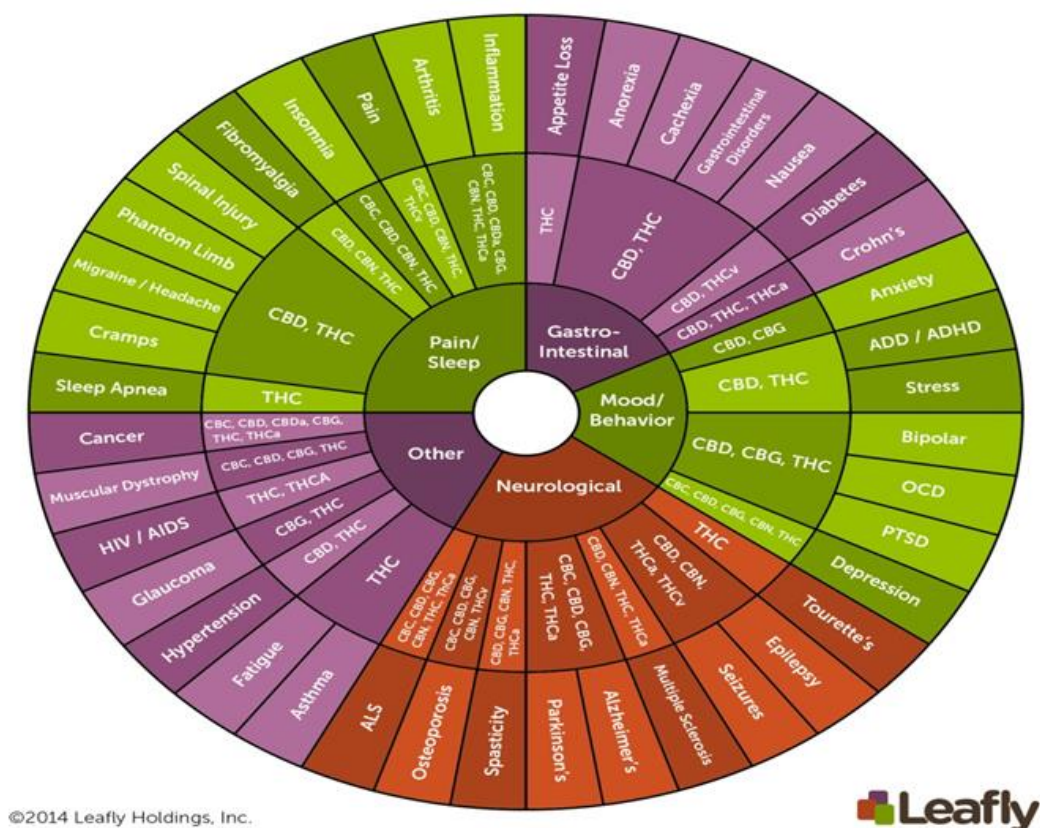 Appetite Loss
Anorexia
Cachexia
Gastrointestinal
Disorders
Nausea
Diabetes
Crohn's
Anxiety
ADD / ADHD
Stress
Bipolar
OCD
PTSD
Depression
Tourette's
Epilepsy
Seizures
Multiple Sclerosis
Alzheimer's
Parkinson's
Spasticity
Osteoporosis
ALS
Asthma
Fatigue
Hypertension
Glaucoma
HIV / AIDS
Muscular Dystrophy
Cancer
Sleep Apnea
Cramps
Migraine / Headache
Phantom Limb
Spinal Injury
Fibromyalgia
Insomnia
Pain
Arthritis
Inflammation
THC
CBD, THC
CBD, THCv
CBD, THC, THCa
CBD, CBG
CBD, THC
CBD, CBG, THC
CBC, CBD, CBG, CBN, THC
THC
CBD, CBN,
THCa, THCv
CBD, CBN, THC, THCa
CBC, CBD, CBG,
THC, THCa
CBD, CBG, CBN, THC,
THCa
CBC, CBD, CBG,
CBN, THCv
CBC, CBD, CBG,
CBN, THC, THCa
THC
CBD, THC
CBG, THC
THC, THCA
CBC, CBD, CBG, THC
CBC, CBD, CBDa, CBG,
THC, THCa
THC
CBD, THC
CBD, CBN, THC
CBC, CBD, CBN, THC
CBC, CBD, CBN, THC,
THCv
CBC, CBD, CBDa, CBG,
CBN, THC, THCa
Gastro-
Intestinal
Mood/
Behavior
Neurological
Other
Pain/
Sleep
©2014 Leafly Holdings, Inc.
Leafly